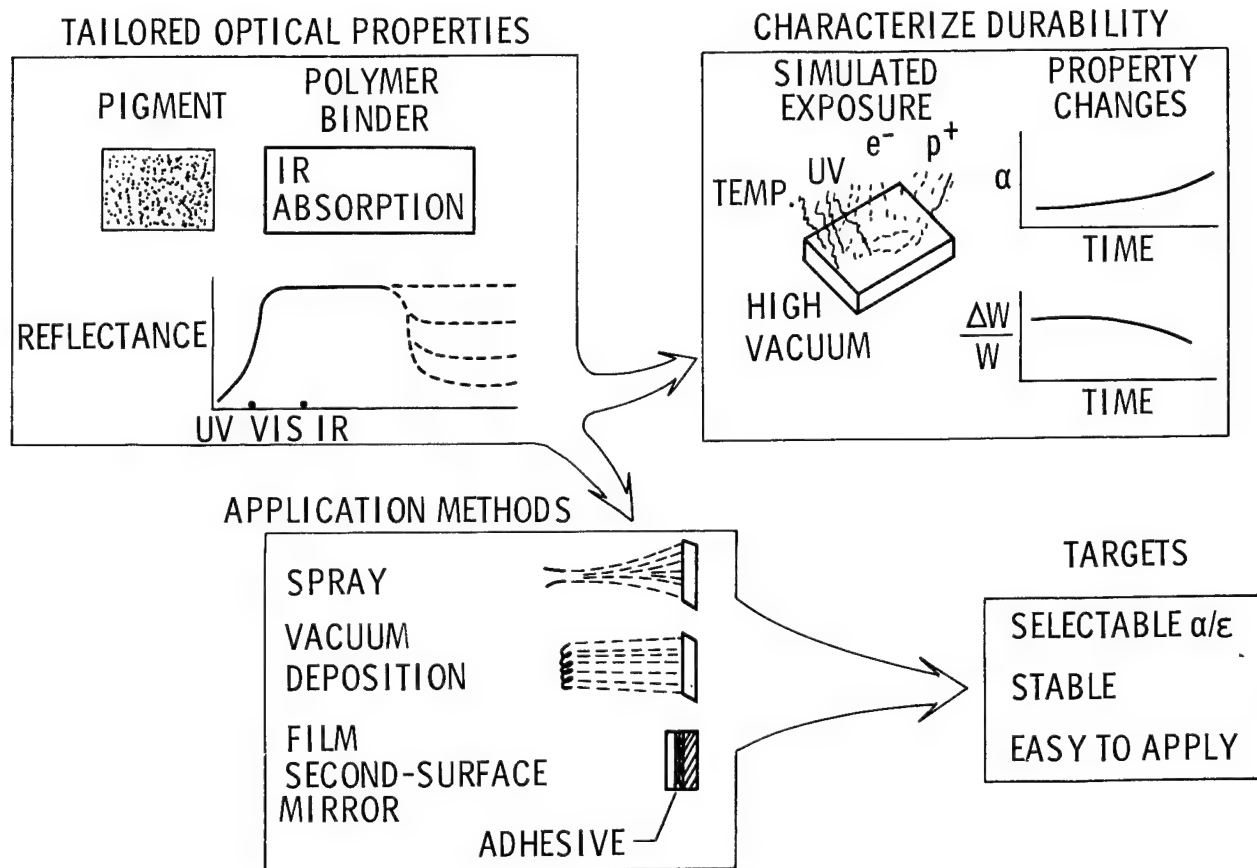 TAILORED OPTICAL PROPERTIES
PIGMENT
POLYMER
BINDER
IR
ABSORPTION
REFLECTANCE
UV VIS IR
CHARACTERIZE DURABILITY
SIMULATED
EXPOSURE
PROPERTY
CHANGES
e⁻
p⁺
UV
TEMP.
HIGH
VACUUM
α
TIME
ΔW
W
TIME
APPLICATION METHODS
SPRAY
VACUUM
DEPOSITION
FILM
SECOND-SURFACE
MIRROR
ADHESIVE
TARGETS
SELECTABLE α/ε
STABLE
EASY TO APPLY